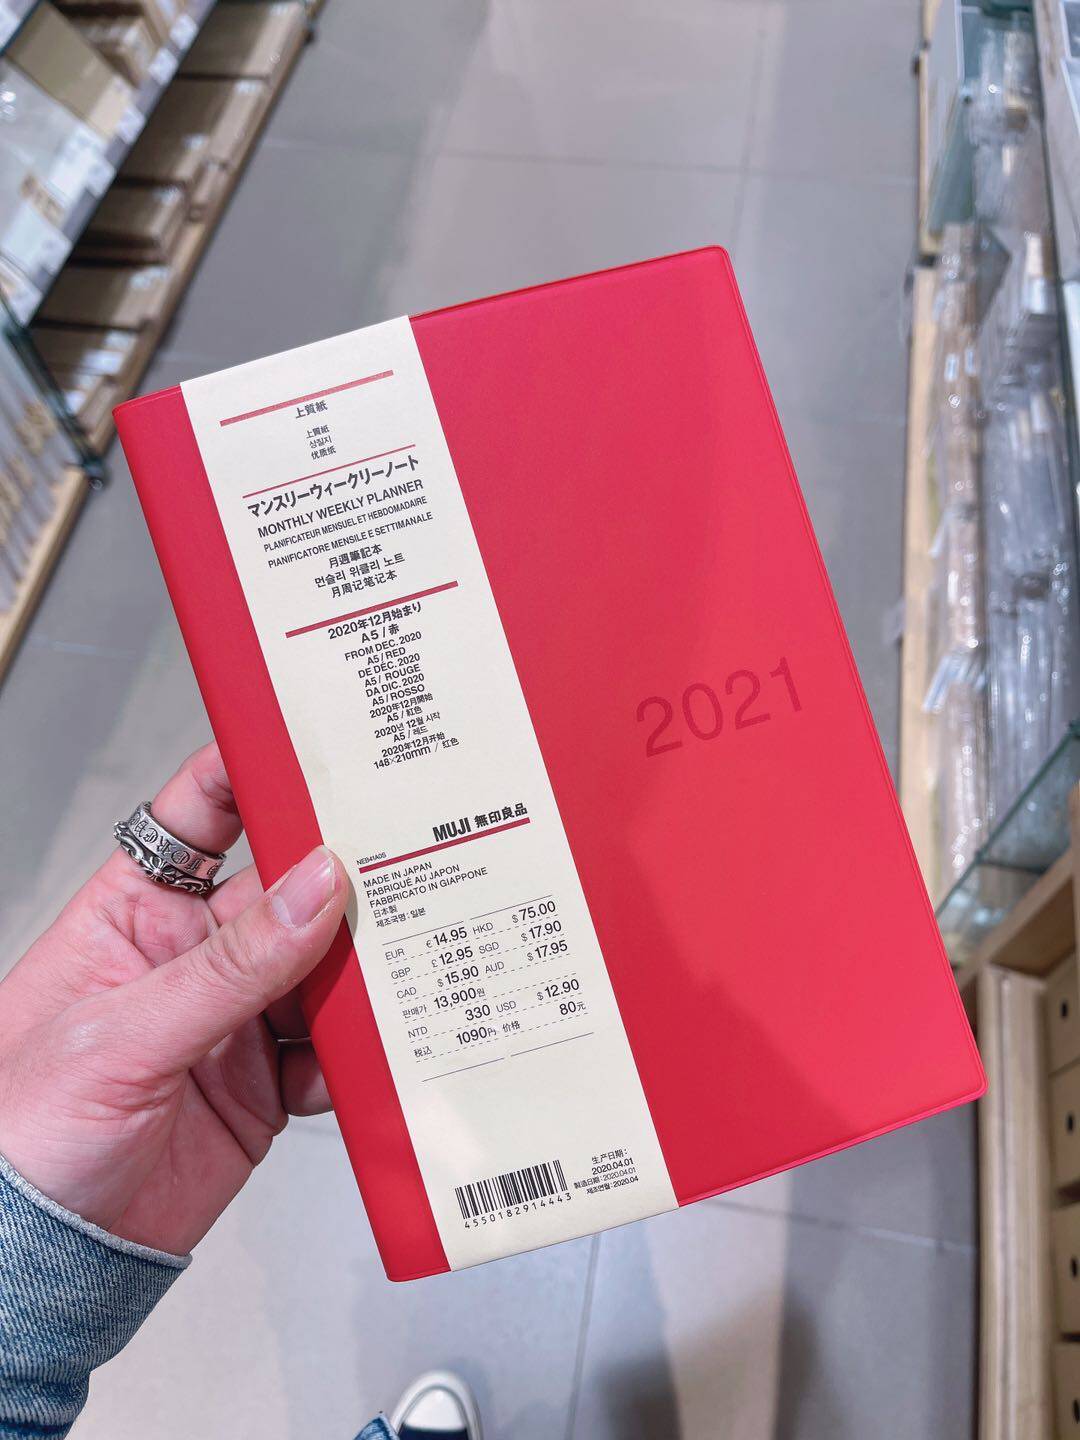 上質紙
上質紙
상질지
优质纸
マンスリーウィークリーノート
MONTHLY WEEKLY PLANNER
PLANIFICATEUR MENSUEL ET HEBDOMADAIRE
PIANIFICATORE MENSILE E SETTIMANALE
月週筆記本
먼슬리 위클리 노트
月周记笔记本
2020年12月始まり
A5 / 赤
FROM DEC. 2020
A5 / RED
DE DÉC. 2020
A5 / ROUGE
DA DIC. 2020
A5 / ROSSO
2020年12月開始
A5 / 紅色
2020년 12월 시작
A5 / 레드
2020年12月开始
148×210mm / 红色
2021
MUJI 無印良品
NEB41A0S
MADE IN JAPAN
FABRIQUÉ AU JAPON
FABBRICATO IN GIAPPONE
日本製
제조국명 : 일본
EUR € 14.95 HKD $ 75.00
GBP £ 12.95 SGD $ 17.90
CAD $ 15.90 AUD $ 17.95
판매가 13,900원
NTD 330 USD $ 12.90
税込 1090円 价格 80元
生产日期 :
2020.04.01
製造日期 : 2020.04.01
제조연월 : 2020.04
4550182914443